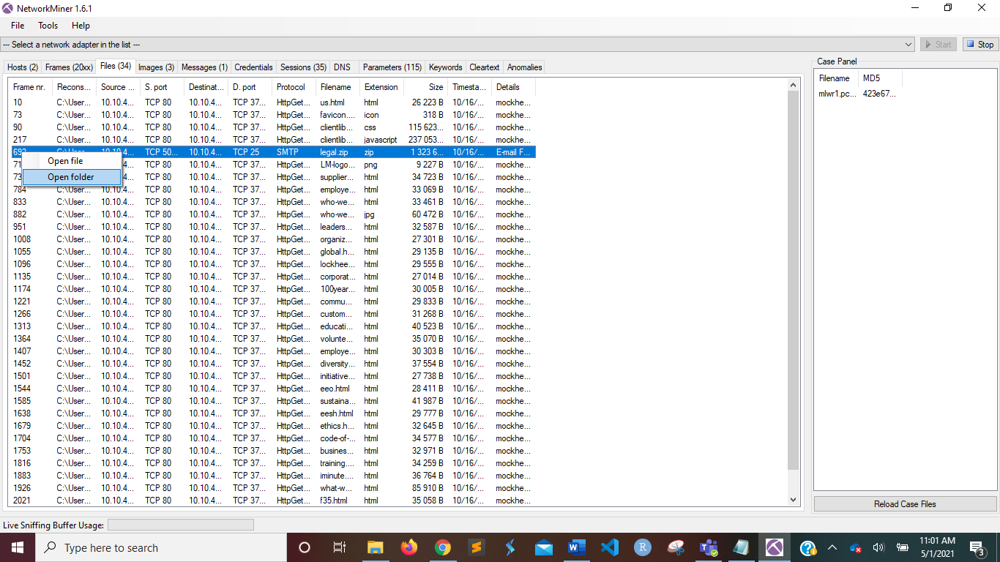 NetworkMiner 1.6.1
File Tools Help
--- Select a network adapter in the list ---
Start
Stop
Hosts (2) Frames (20xx) Files (34) Images (3) Messages (1) Credentials Sessions (35) DNS Parameters (115) Keywords Cleartext Anomalies
Frame nr. Recons... Source ... S. port Destinat... D. port Protocol Filename Extension Size Timesta... Details
10 C:\User... 10.10.4... TCP 80 10.10.4... TCP 37... HttpGet... us.html html 26 223 B 10/16/... mockhe...
73 C:\User... 10.10.4... TCP 80 10.10.4... TCP 37... HttpGet... favicon.... icon 318 B 10/16/... mockhe...
90 C:\User... 10.10.4... TCP 80 10.10.4... TCP 37... HttpGet... clientlib... css 115 623... 10/16/... mockhe...
217 C:\User... 10.10.4... TCP 80 10.10.4... TCP 37... HttpGet... clientlib... javascript 237 053... 10/16/... mockhe...
TCP 50... 10.10.4... TCP 25 SMTP legal.zip zip 1 323 6... 10/16/... E-mail F...
Open file
TCP 80 10.10.4... TCP 37... HttpGet... LM-logo... png 9 227 B 10/16/... mockhe...
Open folder
TCP 80 10.10.4... TCP 37... HttpGet... supplier... html 34 723 B 10/16/... mockhe...
784 C:\User... 10.10.4... TCP 80 10.10.4... TCP 37... HttpGet... employe... html 33 069 B 10/16/... mockhe...
833 C:\User... 10.10.4... TCP 80 10.10.4... TCP 37... HttpGet... who-we... html 33 461 B 10/16/... mockhe...
882 C:\User... 10.10.4... TCP 80 10.10.4... TCP 37... HttpGet... who-we... jpg 60 472 B 10/16/... mockhe...
951 C:\User... 10.10.4... TCP 80 10.10.4... TCP 37... HttpGet... leaders... html 32 587 B 10/16/... mockhe...
1008 C:\User... 10.10.4... TCP 80 10.10.4... TCP 37... HttpGet... organiz... html 27 301 B 10/16/... mockhe...
1055 C:\User... 10.10.4... TCP 80 10.10.4... TCP 37... HttpGet... global.h... html 29 135 B 10/16/... mockhe...
1096 C:\User... 10.10.4... TCP 80 10.10.4... TCP 37... HttpGet... lockhee... html 29 555 B 10/16/... mockhe...
1135 C:\User... 10.10.4... TCP 80 10.10.4... TCP 37... HttpGet... corporat... html 27 014 B 10/16/... mockhe...
1174 C:\User... 10.10.4... TCP 80 10.10.4... TCP 37... HttpGet... 100year... html 30 005 B 10/16/... mockhe...
1221 C:\User... 10.10.4... TCP 80 10.10.4... TCP 37... HttpGet... commu... html 29 833 B 10/16/... mockhe...
1266 C:\User... 10.10.4... TCP 80 10.10.4... TCP 37... HttpGet... custom... html 31 268 B 10/16/... mockhe...
1313 C:\User... 10.10.4... TCP 80 10.10.4... TCP 37... HttpGet... educati... html 40 523 B 10/16/... mockhe...
1364 C:\User... 10.10.4... TCP 80 10.10.4... TCP 37... HttpGet... volunte... html 35 070 B 10/16/... mockhe...
1407 C:\User... 10.10.4... TCP 80 10.10.4... TCP 37... HttpGet... employe... html 30 303 B 10/16/... mockhe...
1452 C:\User... 10.10.4... TCP 80 10.10.4... TCP 37... HttpGet... diversity... html 37 554 B 10/16/... mockhe...
1501 C:\User... 10.10.4... TCP 80 10.10.4... TCP 37... HttpGet... initiative... html 27 738 B 10/16/... mockhe...
1544 C:\User... 10.10.4... TCP 80 10.10.4... TCP 37... HttpGet... eeo.html html 28 411 B 10/16/... mockhe...
1585 C:\User... 10.10.4... TCP 80 10.10.4... TCP 37... HttpGet... sustaina... html 41 987 B 10/16/... mockhe...
1638 C:\User... 10.10.4... TCP 80 10.10.4... TCP 37... HttpGet... eesh.html html 29 777 B 10/16/... mockhe...
1679 C:\User... 10.10.4... TCP 80 10.10.4... TCP 37... HttpGet... ethics.h... html 32 645 B 10/16/... mockhe...
1704 C:\User... 10.10.4... TCP 80 10.10.4... TCP 37... HttpGet... code-of-... html 34 577 B 10/16/... mockhe...
1753 C:\User... 10.10.4... TCP 80 10.10.4... TCP 37... HttpGet... busines... html 32 971 B 10/16/... mockhe...
1816 C:\User... 10.10.4... TCP 80 10.10.4... TCP 37... HttpGet... training.... html 34 259 B 10/16/... mockhe...
1883 C:\User... 10.10.4... TCP 80 10.10.4... TCP 37... HttpGet... iminute.... html 36 764 B 10/16/... mockhe...
1926 C:\User... 10.10.4... TCP 80 10.10.4... TCP 37... HttpGet... what-w... html 85 910 B 10/16/... mockhe...
2021 C:\User... 10.10.4... TCP 80 10.10.4... TCP 37... HttpGet... f35.html html 35 058 B 10/16/... mockhe...
Case Panel
Filename MD5
mlwr1.pc... 423e67...
Reload Case Files
Live Sniffing Buffer Usage:
Type here to search
11:01 AM
5/1/2021
3